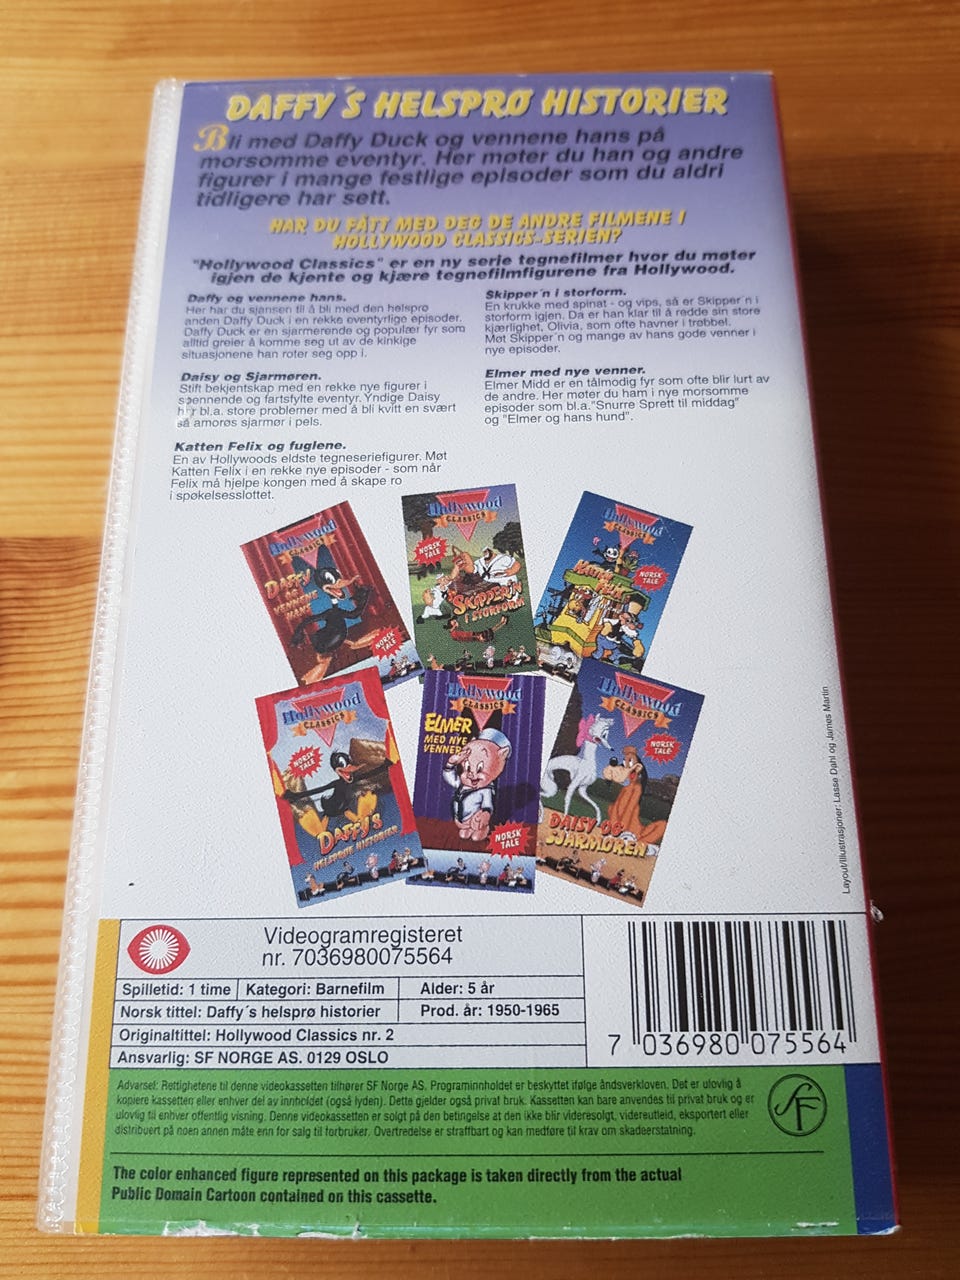 DAFFY´S HELSPRØ HISTORIER
Bli med Daffy Duck og vennene hans på
morsomme eventyr. Her møter du han og andre
figurer i mange festlige episoder som du aldri
tidligere har sett.
HAR DU FÅTT MED DEG DE ANDRE FILMENE I
HOLLYWOOD CLASSICS-SERIEN?
"Hollywood Classics" er en ny serie tegnefilmer hvor du møter
igjen de kjente og kjære tegnefilmfigurene fra Hollywood.
Daffy og vennene hans.
Her har du sjansen til å bli med den helsprø
anden Daffy Duck i en rekke eventyrlige episoder.
Daffy Duck er en sjarmerende og populær fyr som
alltid greier å komme seg ut av de kinkige
situasjonene han roter seg opp i.
Daisy og Sjarmøren.
Stift bekjentskap med en rekke nye figurer i
spennende og fartsfylte eventyr. Yndige Daisy
har bl.a. store problemer med å bli kvitt en svært
så amorøs sjarmør i pels.
Katten Felix og fuglene.
En av Hollywoods eldste tegneseriefigurer. Møt
Katten Felix i en rekke nye episoder - som når
Felix må hjelpe kongen med å skape ro
i spøkelsesslottet.
Skipper´n i storform.
En krukke med spinat - og vips, så er Skipper´n i
storform igjen. Da er han klar til å redde sin store
kjærlighet, Olivia, som ofte havner i trøbbel.
Møt Skipper´n og mange av hans gode venner i
nye episoder.
Elmer med nye venner.
Elmer Midd er en tålmodig fyr som ofte blir lurt av
de andre. Her møter du ham i nye morsomme
episoder som bl.a."Snurre Sprett til middag"
og "Elmer og hans hund".
Hollywood
CLASSICS
DAFFY
OG
VENNENE
HANS
NORSK
TALE
Hollywood
CLASSICS
NORSK
TALE
SKIPPER'N
I STORFORM
Hollywood
CLASSICS
NORSK
TALE
Hollywood
CLASSICS
NORSK
TALE
DAFFY'S
HELSPRØE HISTORIER
Hollywood
CLASSICS
ELMER
MED NYE
VENNER
NORSK
TALE
Hollywood
CLASSICS
NORSK
TALE
DAISY OG
SJARMØREN
Layout/Illustrasjoner: Lasse Dahl og James Martin
Videogramregisteret
nr. 7036980075564
Spilletid: 1 time
Kategori: Barnefilm
Alder: 5 år
Norsk tittel: Daffy´s helsprø historier
Prod. år: 1950-1965
Originaltittel: Hollywood Classics nr. 2
Ansvarlig: SF NORGE AS. 0129 OSLO
7 036980 075564
Advarsel: Rettighetene til denne videokassetten tilhører SF Norge AS. Programinnholdet er beskyttet ifølge åndsverkloven. Det er ulovlig å
kopiere kassetten eller enhver del av innholdet (også lyden). Dette gjelder også privat bruk. Kassetten kan bare anvendes til privat bruk og er
ulovlig til enhver offentlig visning. Denne videokassetten er solgt på den betingelse at den ikke blir videresolgt, videreutleid, eksportert eller
distribuert på noen annen måte enn for salg til forbruker. Overtredelse er straffbart og kan medføre til krav om skadeerstatning.
SF
The color enhanced figure represented on this package is taken directly from the actual
Public Domain Cartoon contained on this cassette.